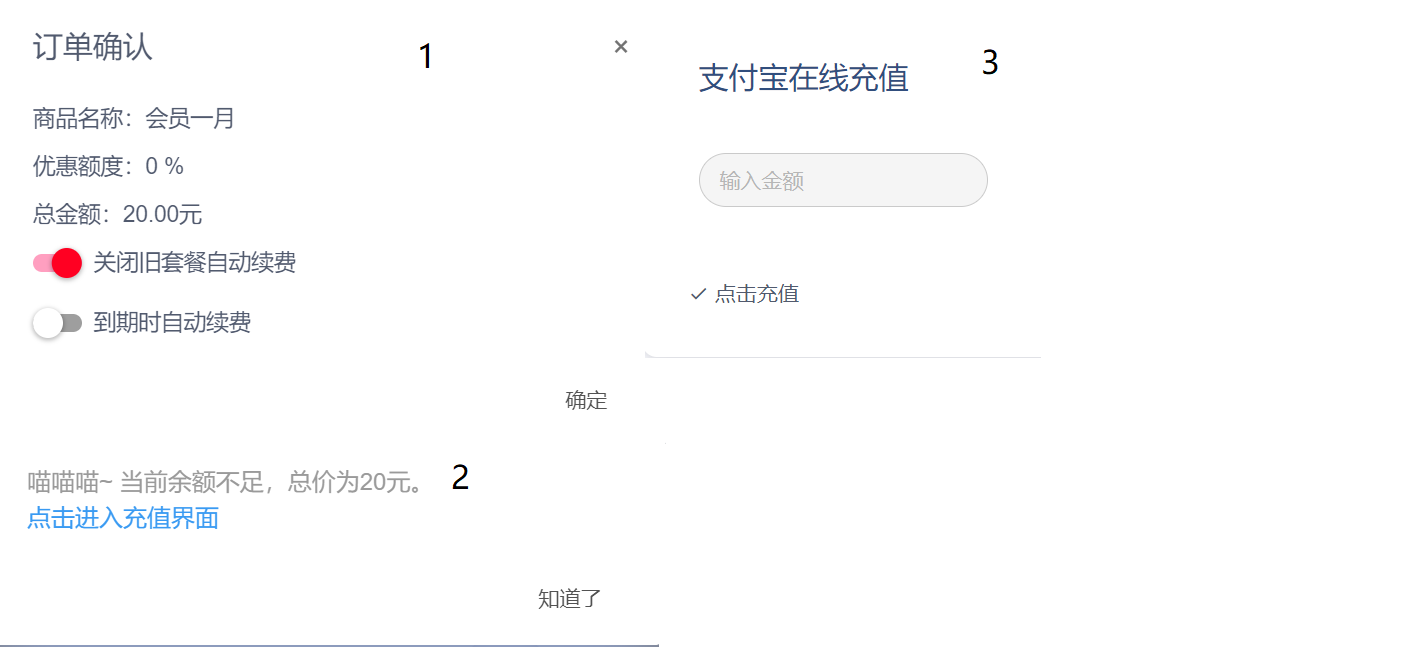 订单确认
1
×
商品名称：会员一月
优惠额度：0 %
总金额：20.00元
关闭旧套餐自动续费
到期时自动续费
确定
喵喵喵~ 当前余额不足，总价为20元。
2
点击进入充值界面
知道了
支付宝在线充值
3
输入金额
点击充值